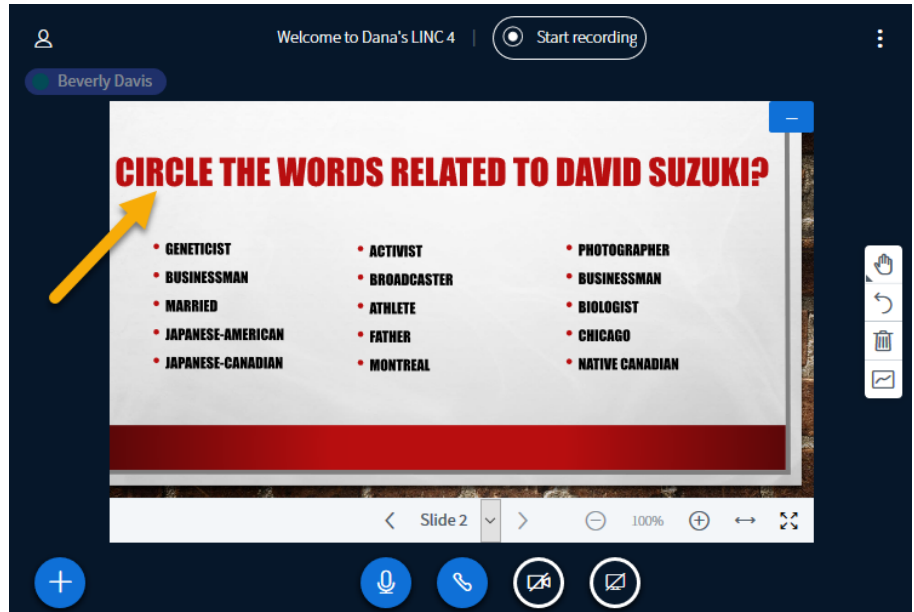 Welcome to Dana's LINC 4 | Start recording
Beverly Davis
CIRCLE THE WORDS RELATED TO DAVID SUZUKI?
• GENETICIST
• BUSINESSMAN
• MARRIED
• JAPANESE-AMERICAN
• JAPANESE-CANADIAN
• ACTIVIST
• BROADCASTER
• ATHLETE
• FATHER
• MONTREAL
• PHOTOGRAPHER
• BUSINESSMAN
• BIOLOGIST
• CHICAGO
• NATIVE CANADIAN
Slide 2 100%